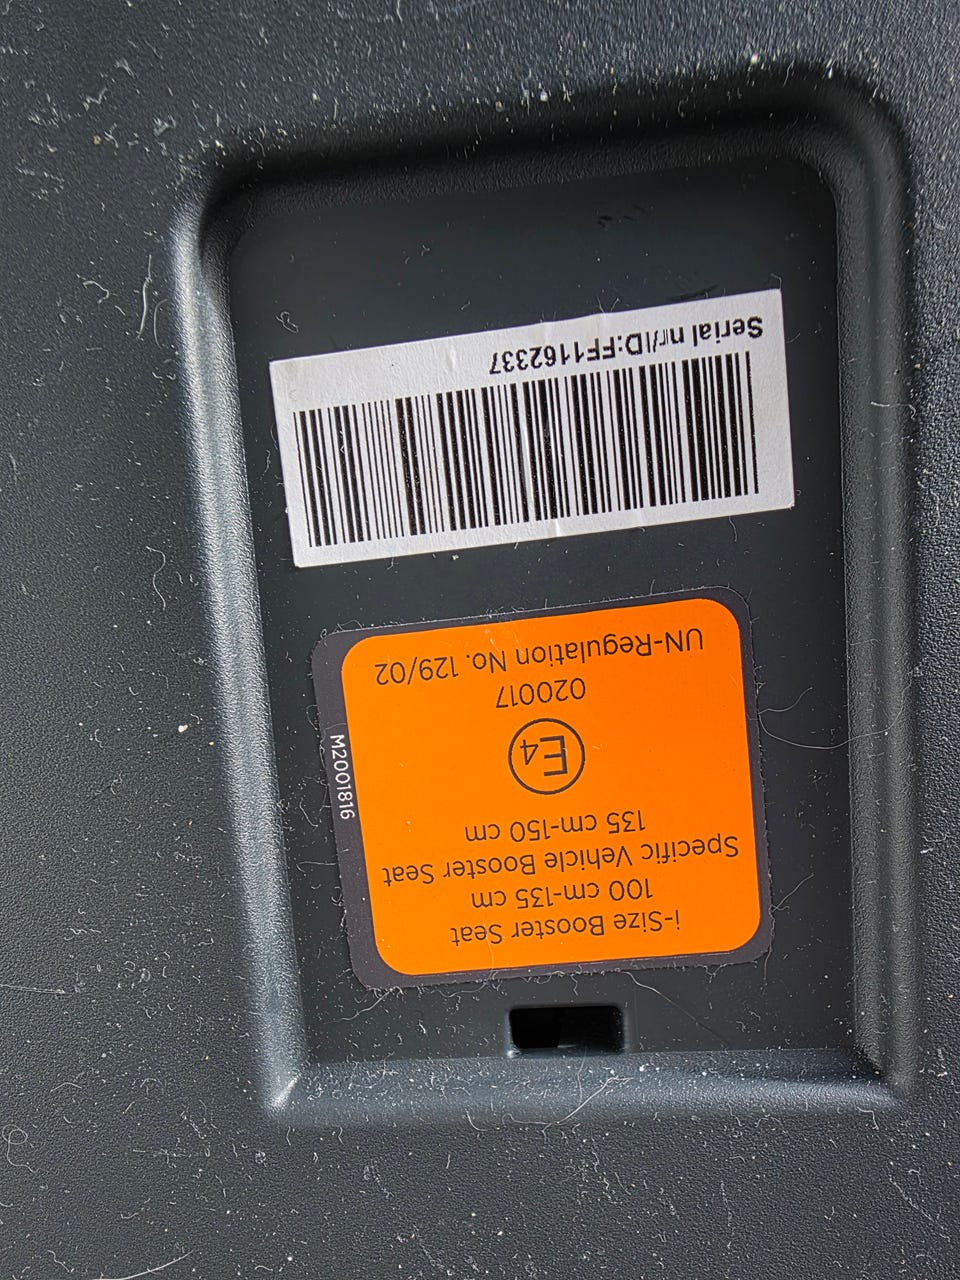 i-Size Booster Seat
100 cm-135 cm
Specific Vehicle Booster Seat
135 cm-150 cm
E4
020017
UN-Regulation No. 129/02
M2001816
Serial nr/ID:FF1162337